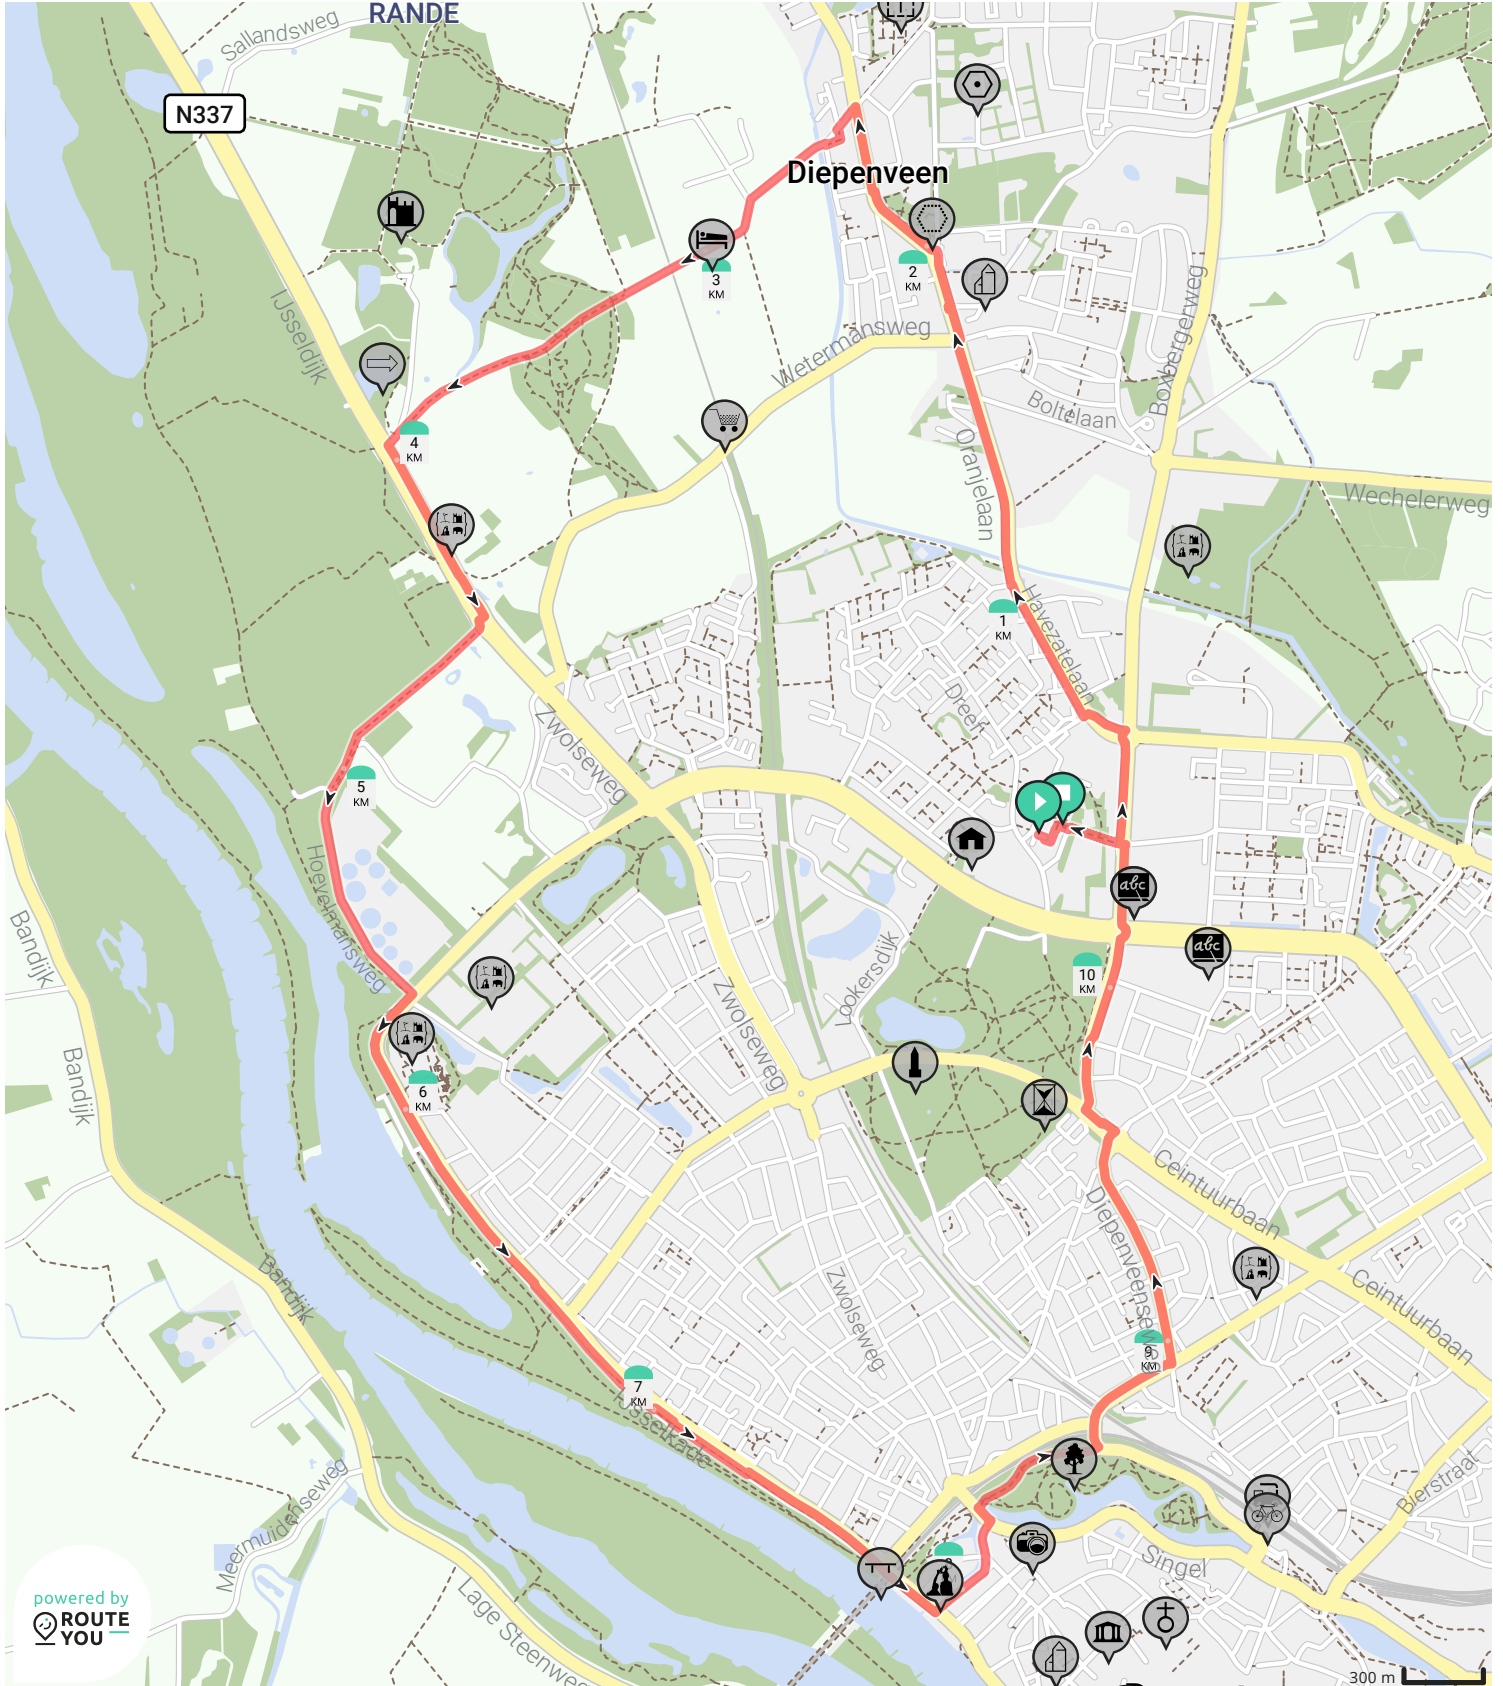 RANDE
Sallandsweg
N337
Diepenveen
2
KM
3
KM
IJsseldijk
Wetermansweg
Boxbergerweg
Boltelaan
4
KM
Oranjelaan
Wechelerweg
1
KM
Havezatelaan
Dreef
Zwolseweg
5
KM
abc
Hoevelmansweg
abc
Bandijk
Lookersdijk
10
KM
Zwolseweg
Bandijk
6
KM
Ceintuurbaan
Diepenveenseweg
Bandijk
Zwolseweg
Ceintuurbaan
9
KM
7
KM
IJsselkade
Meermuidenseweg
Bierstraat
Singel
Lage Steenweg
powered by
ROUTE
YOU
300 m